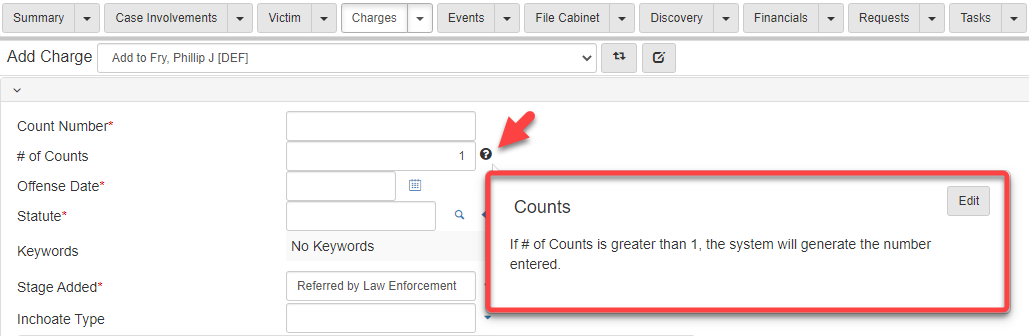 Summary Case Involvements Victim Charges Events File Cabinet Discovery Financials Requests Tasks
Add Charge Add to Fry, Phillip J [DEF]
Count Number*
# of Counts 1 ?
Offense Date*
Statute*
Keywords No Keywords
Stage Added* Referred by Law Enforcement
Inchoate Type
Counts Edit
If # of Counts is greater than 1, the system will generate the number
entered.